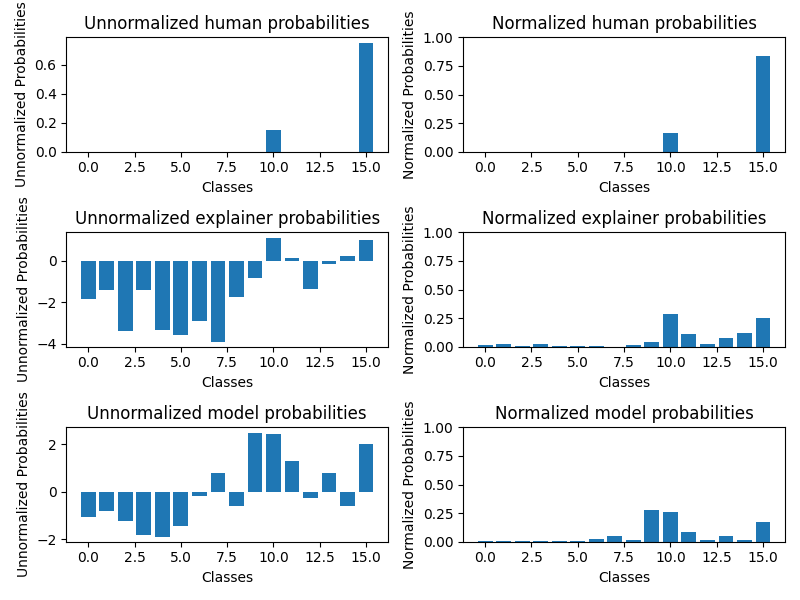 Unnormalized human probabilities
Unnormalized Probabilities
0.6
0.4
0.2
0.0
0.0 2.5 5.0 7.5 10.0 12.5 15.0
Classes
Normalized human probabilities
Normalized Probabilities
1.00
0.75
0.50
0.25
0.00
0.0 2.5 5.0 7.5 10.0 12.5 15.0
Classes
Unnormalized explainer probabilities
Unnormalized Probabilities
0
−2
−4
0.0 2.5 5.0 7.5 10.0 12.5 15.0
Classes
Normalized explainer probabilities
Normalized Probabilities
1.00
0.75
0.50
0.25
0.00
0.0 2.5 5.0 7.5 10.0 12.5 15.0
Classes
Unnormalized model probabilities
Unnormalized Probabilities
2
0
−2
0.0 2.5 5.0 7.5 10.0 12.5 15.0
Classes
Normalized model probabilities
Normalized Probabilities
1.00
0.75
0.50
0.25
0.00
0.0 2.5 5.0 7.5 10.0 12.5 15.0
Classes